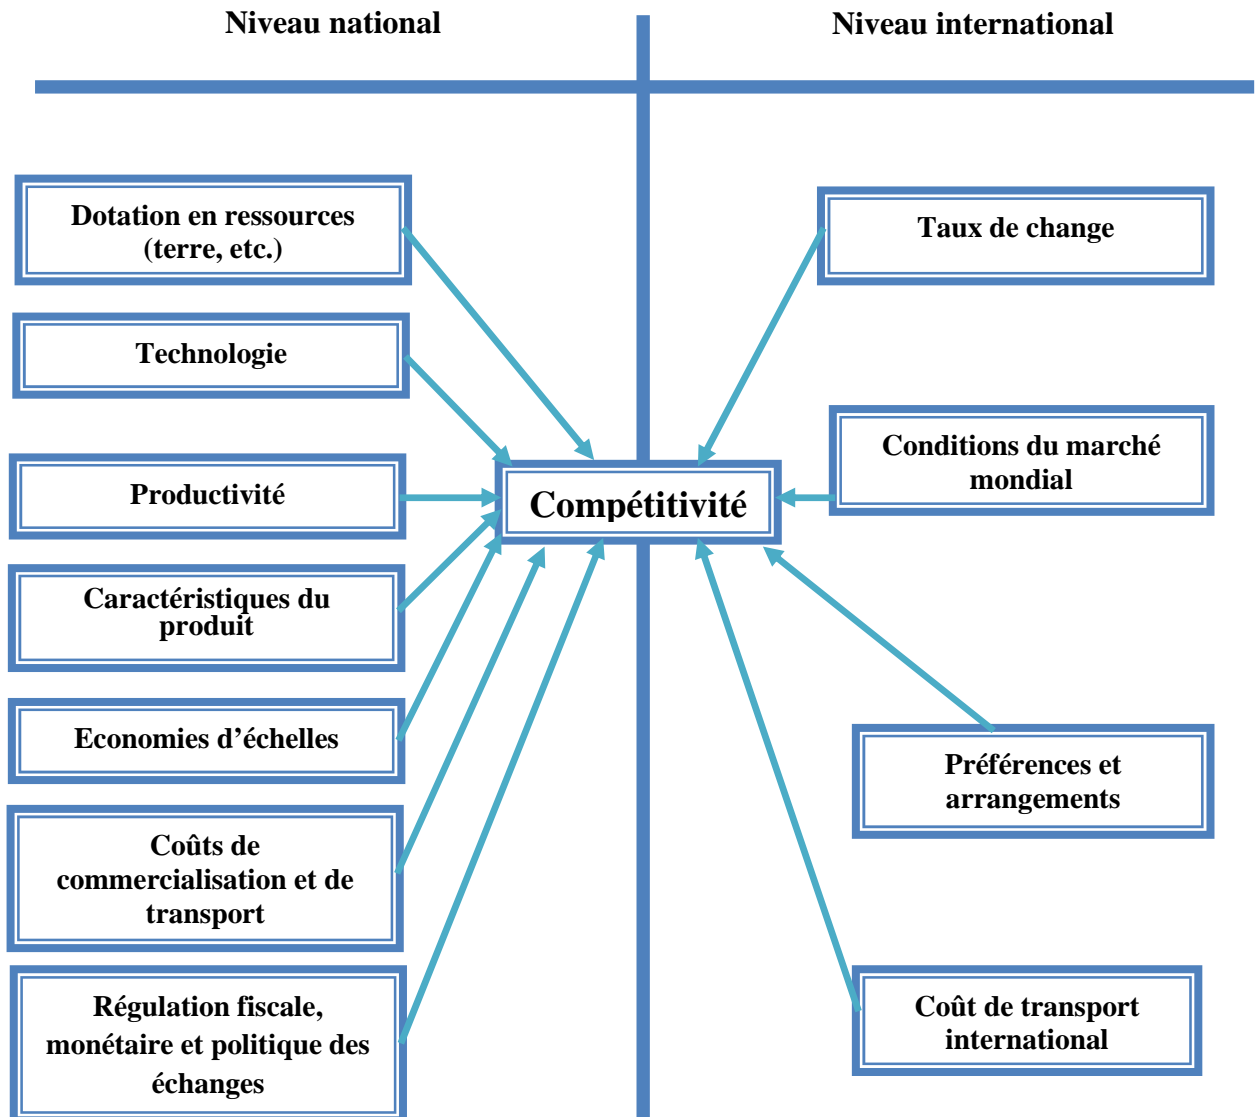 Niveau national
Niveau international
Dotation en ressources
(terre, etc.)
Technologie
Productivité
Caractéristiques du
produit
Economies d’échelles
Coûts de
commercialisation et de
transport
Régulation fiscale,
monétaire et politique des
échanges
Compétitivité
Taux de change
Conditions du marché
mondial
Préférences et
arrangements
Coût de transport
international